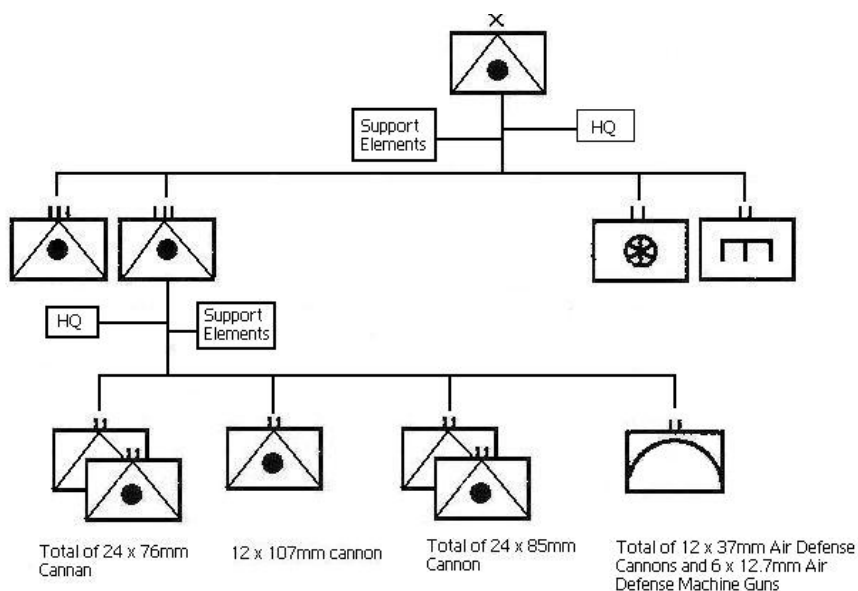 X
Support
Elements
HQ
HQ
Support
Elements
Total of 24 x 76mm
Cannan
12 x 107mm cannon
Total of 24 x 85mm
Cannon
Total of 12 x 37mm Air Defense
Cannons and 6 x 12.7mm Air
Defense Machine Guns